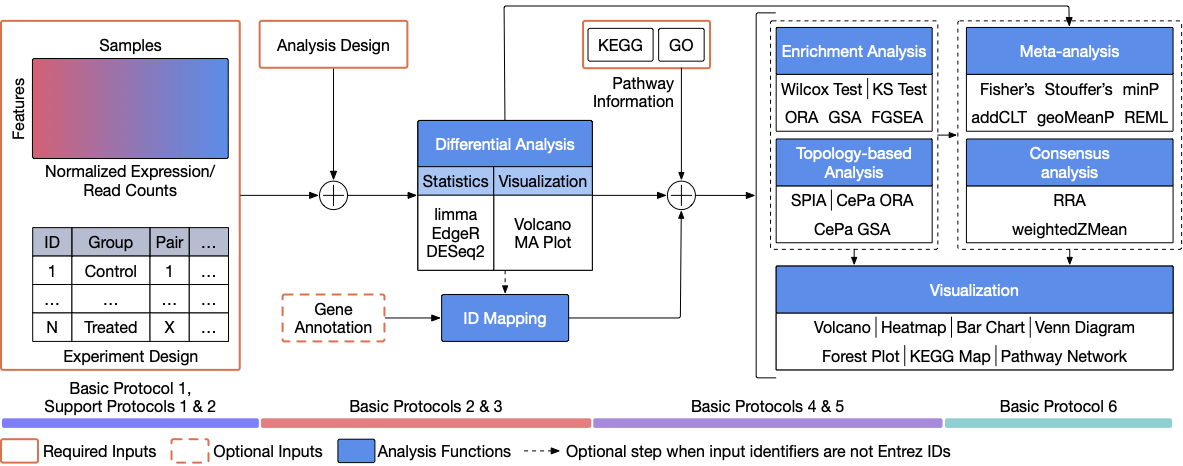 Samples
Features
Normalized Expression/
Read Counts
ID Group Pair ...
1 Control 1 ...
... ... ... ...
N Treated X ...
Experiment Design
Analysis Design
Differential Analysis
Statistics Visualization
limma
EdgeR
DESeq2
Volcano
MA Plot
Gene
Annotation
ID Mapping
KEGG GO
Pathway
Information
Enrichment Analysis
Wilcox Test KS Test
ORA GSA FGSEA
Topology-based
Analysis
SPIA CePa ORA
CePa GSA
Meta-analysis
Fisher's Stouffer's minP
addCLT geoMeanP REML
Consensus
analysis
RRA
weightedZMean
Visualization
Volcano Heatmap Bar Chart Venn Diagram
Forest Plot KEGG Map Pathway Network
Basic Protocol 1,
Support Protocols 1 & 2
Basic Protocols 2 & 3
Basic Protocols 4 & 5
Basic Protocol 6
Required Inputs
Optional Inputs
Analysis Functions
Optional step when input identifiers are not Entrez IDs